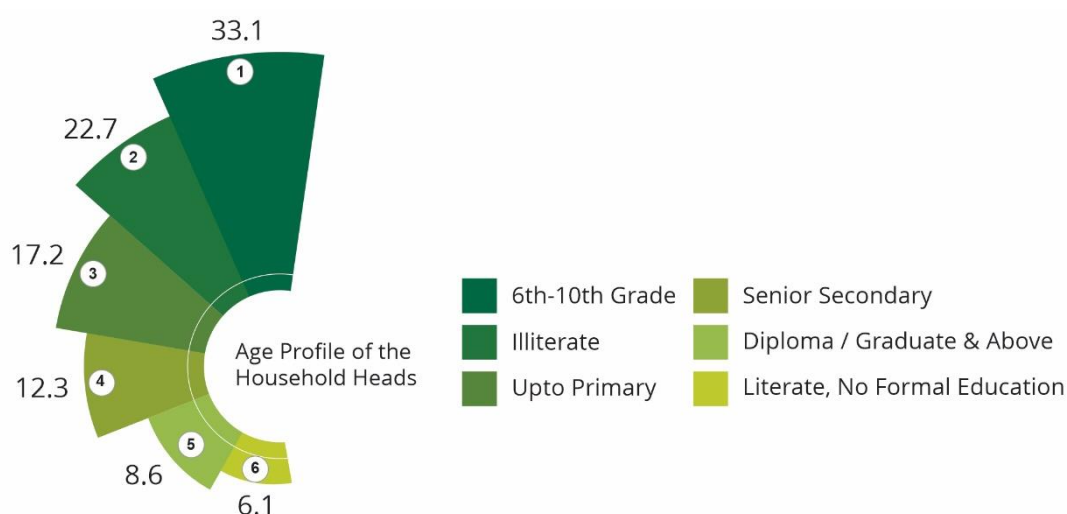 33.1
1
22.7
2
17.2
3
12.3
4
8.6
5
6.1
6
Age Profile of the
Household Heads
6th-10th Grade
Illiterate
Upto Primary
Senior Secondary
Diploma / Graduate & Above
Literate, No Formal Education